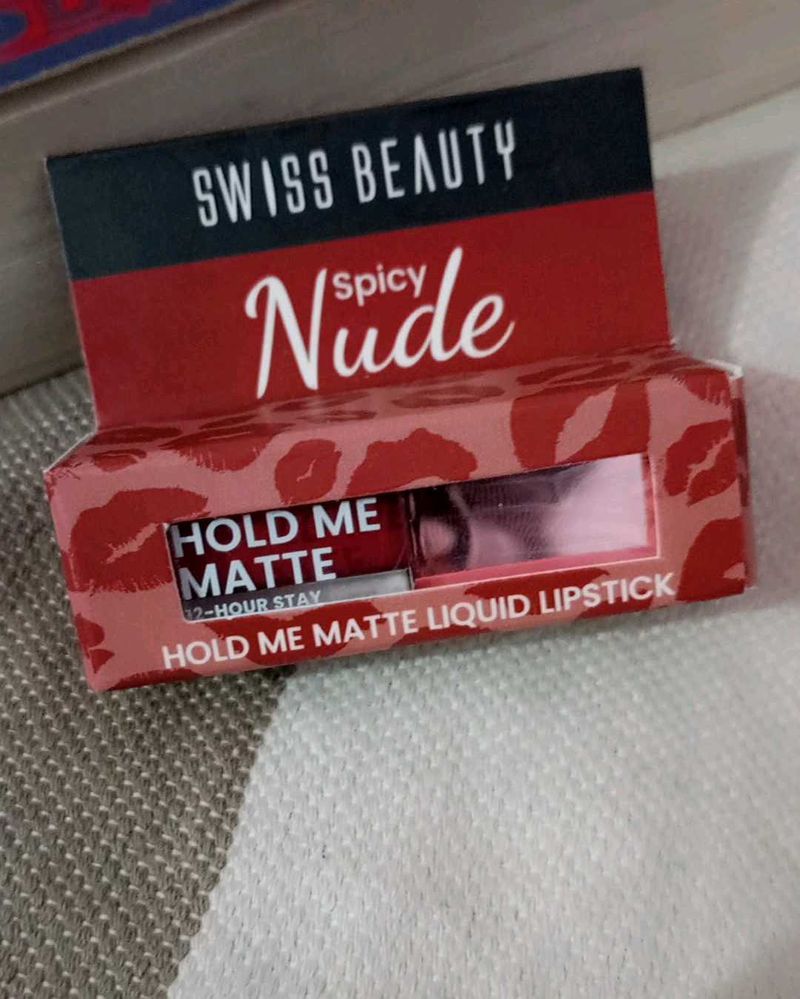 SWISS BEAUTY
Spicy
Nude
HOLD ME
MATTE
12-HOUR STAY
HOLD ME MATTE LIQUID LIPSTICK